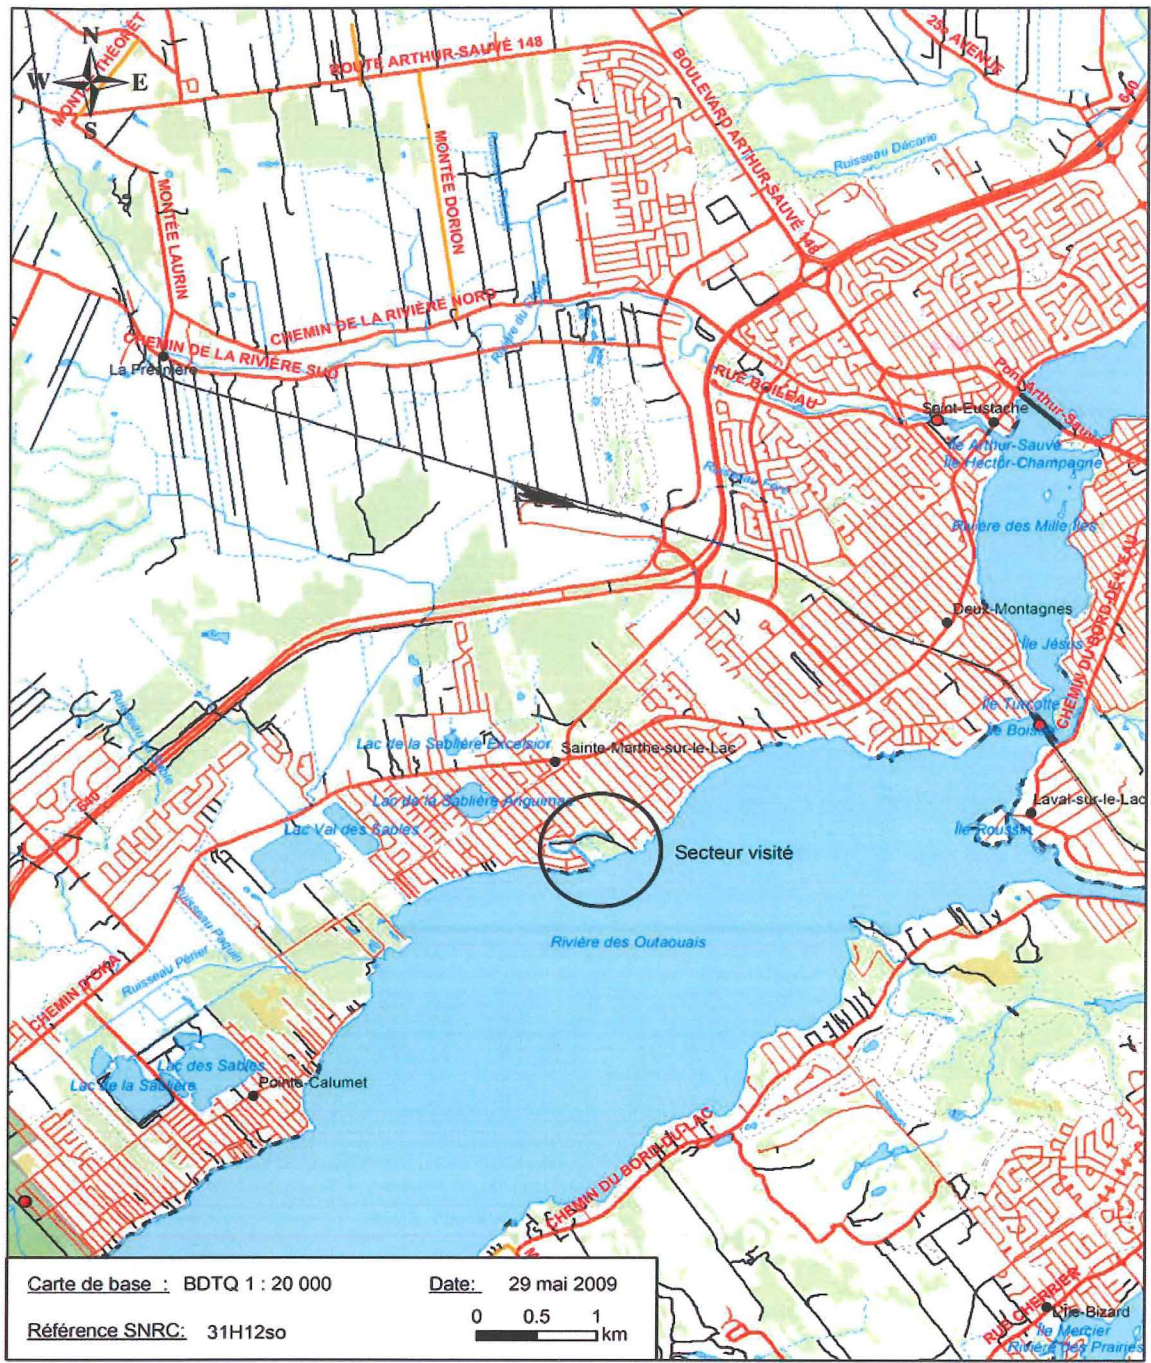 N
W E
S
MONTÉE THÉORET
ROUTE ARTHUR-SAUVÉ 148
25e AVENUE
640
BOULEVARD ARTHUR-SAUVÉ 148
Ruisseau Décarie
MONTÉE DORION
MONTÉE LAURIN
CHEMIN DE LA RIVIÈRE NORD
Rivière du Chêne
CHEMIN DE LA RIVIÈRE SUD
La Fresnière
RUE BOILEAU
Pont Arthur-Sauvé
Saint-Eustache
Île Arthur-Sauvé
Île Hector-Champagne
Rivière des Mille Îles
CHEMIN DU BORD-DE-L'EAU
Deux-Montagnes
Île Jésus
Île Turcotte
Lac de la Sablière Excelsior
Sainte-Marthe-sur-le-Lac
640
Lac de la Sablière Anguimac
Laval-sur-le-Lac
Lac Val des Sables
Île Roussin
Secteur visité
Ruisseau Paquin
Rivière des Outaouais
Ruisseau Périer
CHEMIN D'OKA
Lac des Sables
Lac de la Sablière
Pointe-Calumet
CHEMIN DU BORD-DU-LAC
RUE CHERRIER
L'Île-Bizard
Île Mercier
Rivière des Prairies
Carte de base : BDTQ 1 : 20 000
Date: 29 mai 2009
Référence SNRC: 31H12so
0 0.5 1
km